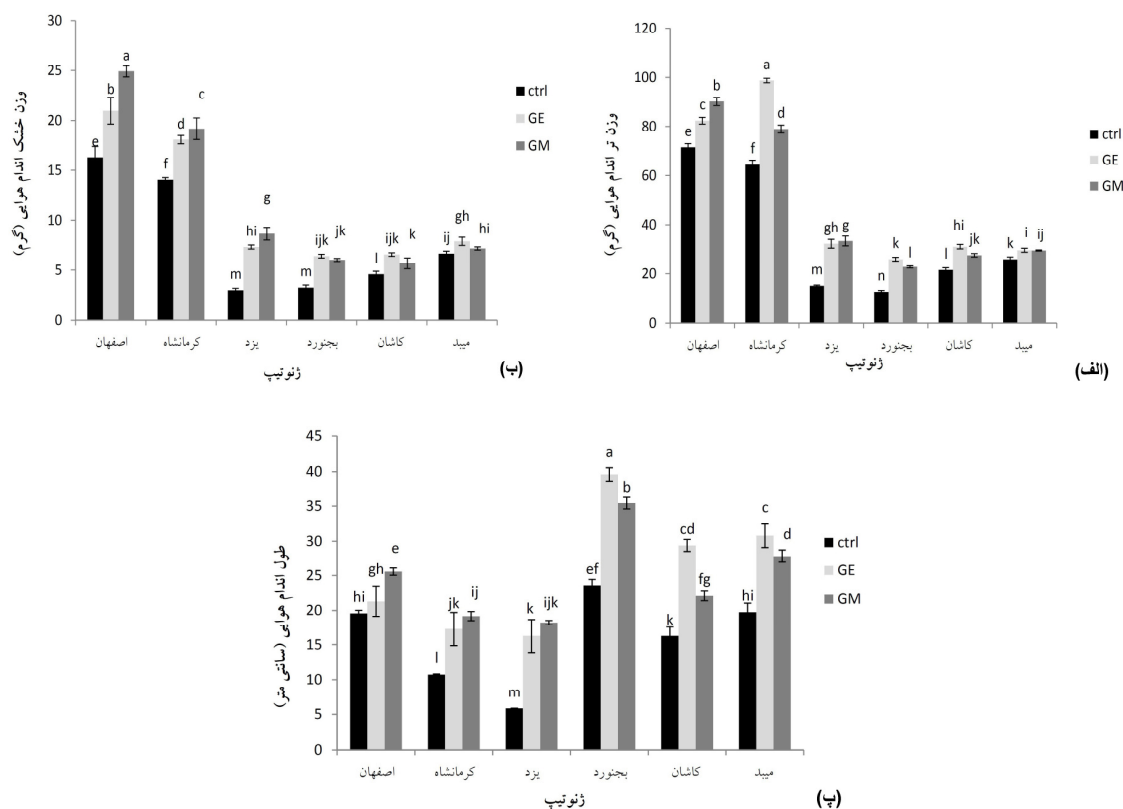 وزن تر اندام هوایی (گرم)
120
100
80
60
40
20
0
e c b
f a d
m gh g
n k l
l hi jk
k i ij
اصفهان کرمانشاه یزد بجنورد کاشان میبد
ژنوتیپ
ctrl
GE
GM
(الف)
وزن خشک اندام هوایی (گرم)
30
25
20
15
10
5
0
e b a
f d c
m hi g
m ijk jk
l ijk k
ij gh hi
اصفهان کرمانشاه یزد بجنورد کاشان میبد
ژنوتیپ
ctrl
GE
GM
(ب)
طول اندام هوایی (سانتی متر)
45
40
35
30
25
20
15
10
5
0
hi gh e
l jk ij
m k ijk
ef a b
k cd fg
hi c d
اصفهان کرمانشاه یزد بجنورد کاشان میبد
ژنوتیپ
ctrl
GE
GM
(پ)